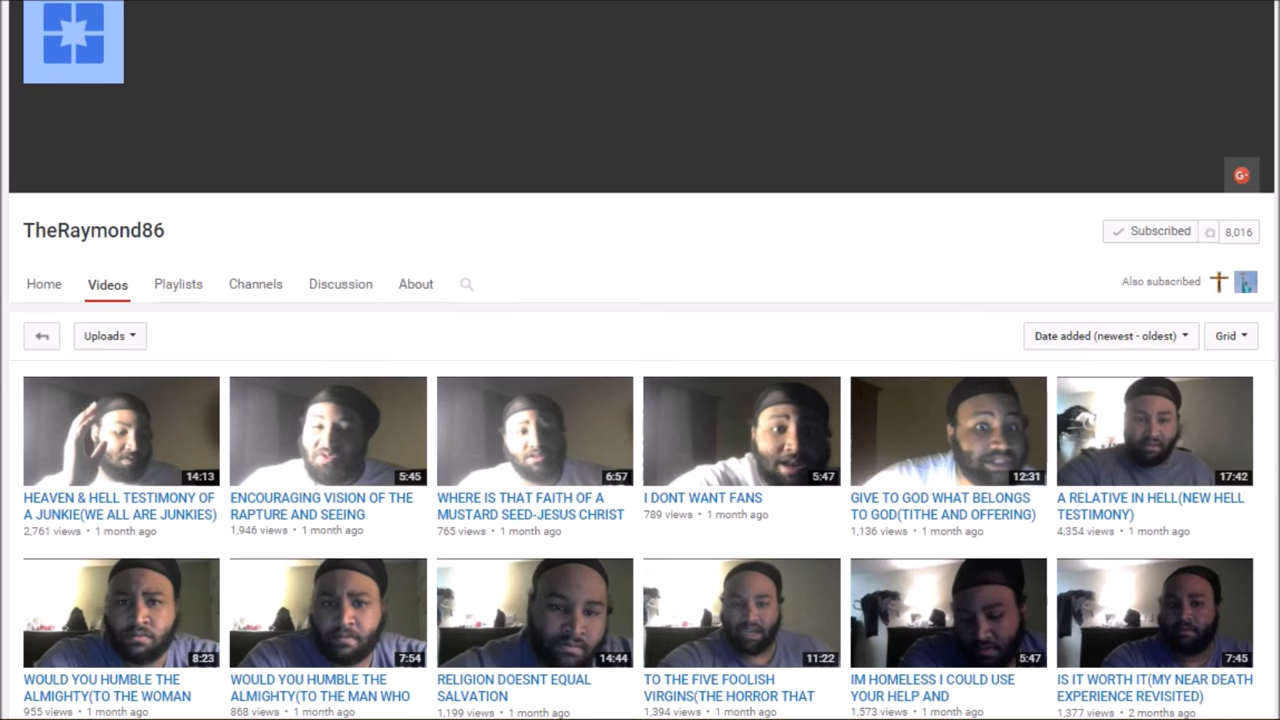 G+
TheRaymond86
Subscribed 8,016
Home Videos Playlists Channels Discussion About
Also subscribed
Uploads
Date added (newest - oldest) Grid
14:13 5:45 6:57 5:47 12:31 17:42
HEAVEN & HELL TESTIMONY OF
A JUNKIE(WE ALL ARE JUNKIES)
2,761 views • 1 month ago
ENCOURAGING VISION OF THE
RAPTURE AND SEEING
1,946 views • 1 month ago
WHERE IS THAT FAITH OF A
MUSTARD SEED-JESUS CHRIST
765 views • 1 month ago
I DONT WANT FANS
789 views • 1 month ago
GIVE TO GOD WHAT BELONGS
TO GOD(TITHE AND OFFERING)
1,136 views • 1 month ago
A RELATIVE IN HELL(NEW HELL
TESTIMONY)
4,354 views • 1 month ago
8:23 7:54 14:44 11:22 5:47 7:45
WOULD YOU HUMBLE THE
ALMIGHTY(TO THE WOMAN
955 views • 1 month ago
WOULD YOU HUMBLE THE
ALMIGHTY(TO THE MAN WHO
868 views • 1 month ago
RELIGION DOESNT EQUAL
SALVATION
1,199 views • 1 month ago
TO THE FIVE FOOLISH
VIRGINS(THE HORROR THAT
1,394 views • 1 month ago
IM HOMELESS I COULD USE
YOUR HELP AND
1,573 views • 1 month ago
IS IT WORTH IT(MY NEAR DEATH
EXPERIENCE REVISITED)
1,377 views • 2 months ago